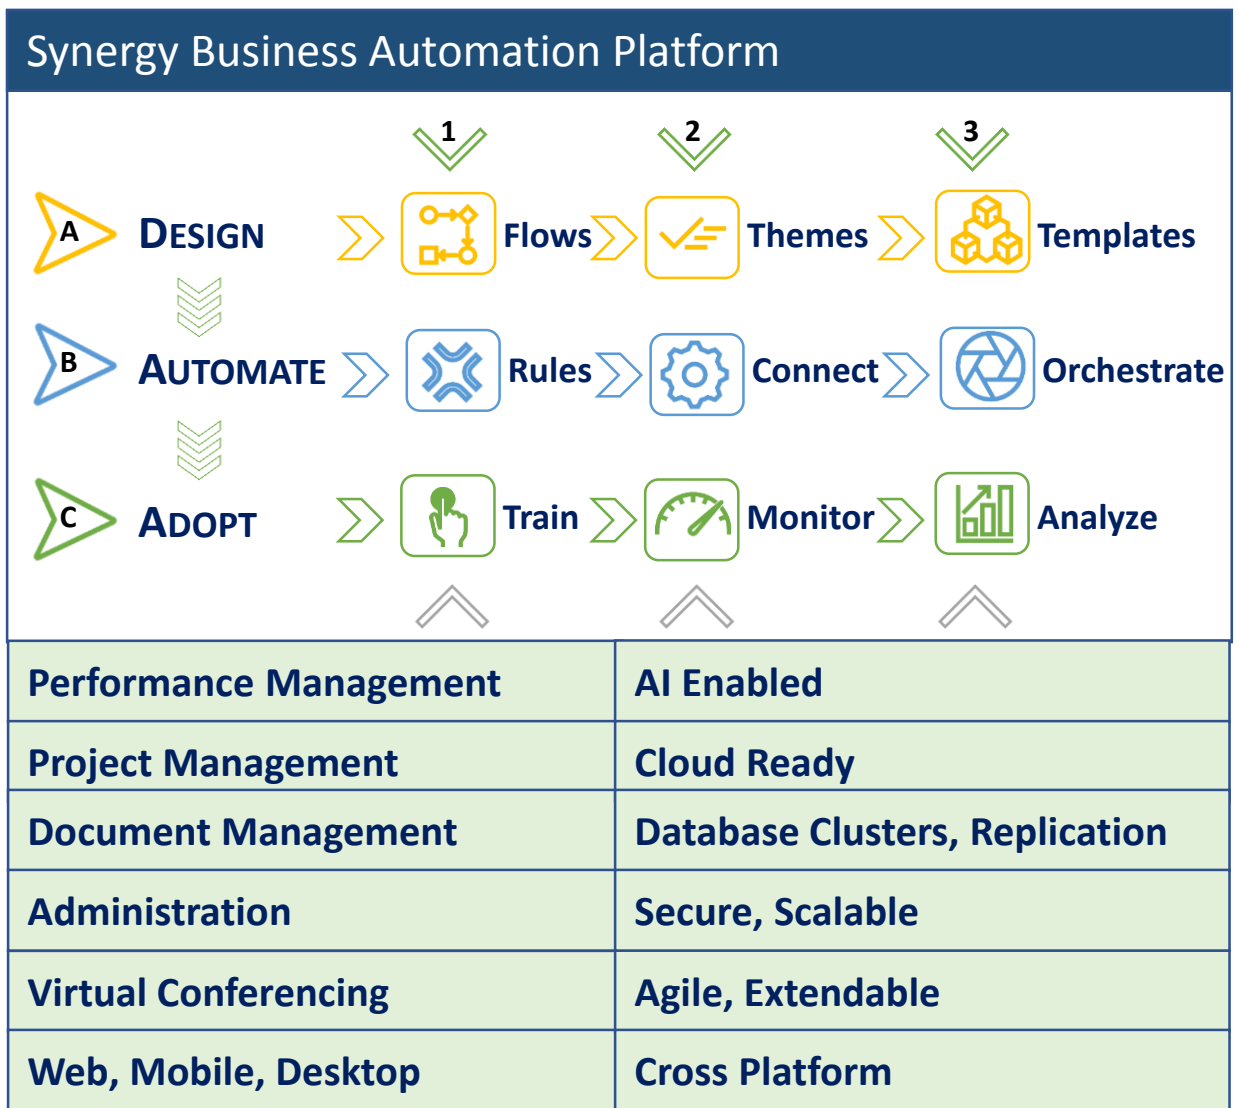 Synergy Business Automation Platform
1 2 3
A DESIGN Flows Themes Templates
B AUTOMATE Rules Connect Orchestrate
C ADOPT Train Monitor Analyze
Performance Management AI Enabled
Project Management Cloud Ready
Document Management Database Clusters, Replication
Administration Secure, Scalable
Virtual Conferencing Agile, Extendable
Web, Mobile, Desktop Cross Platform